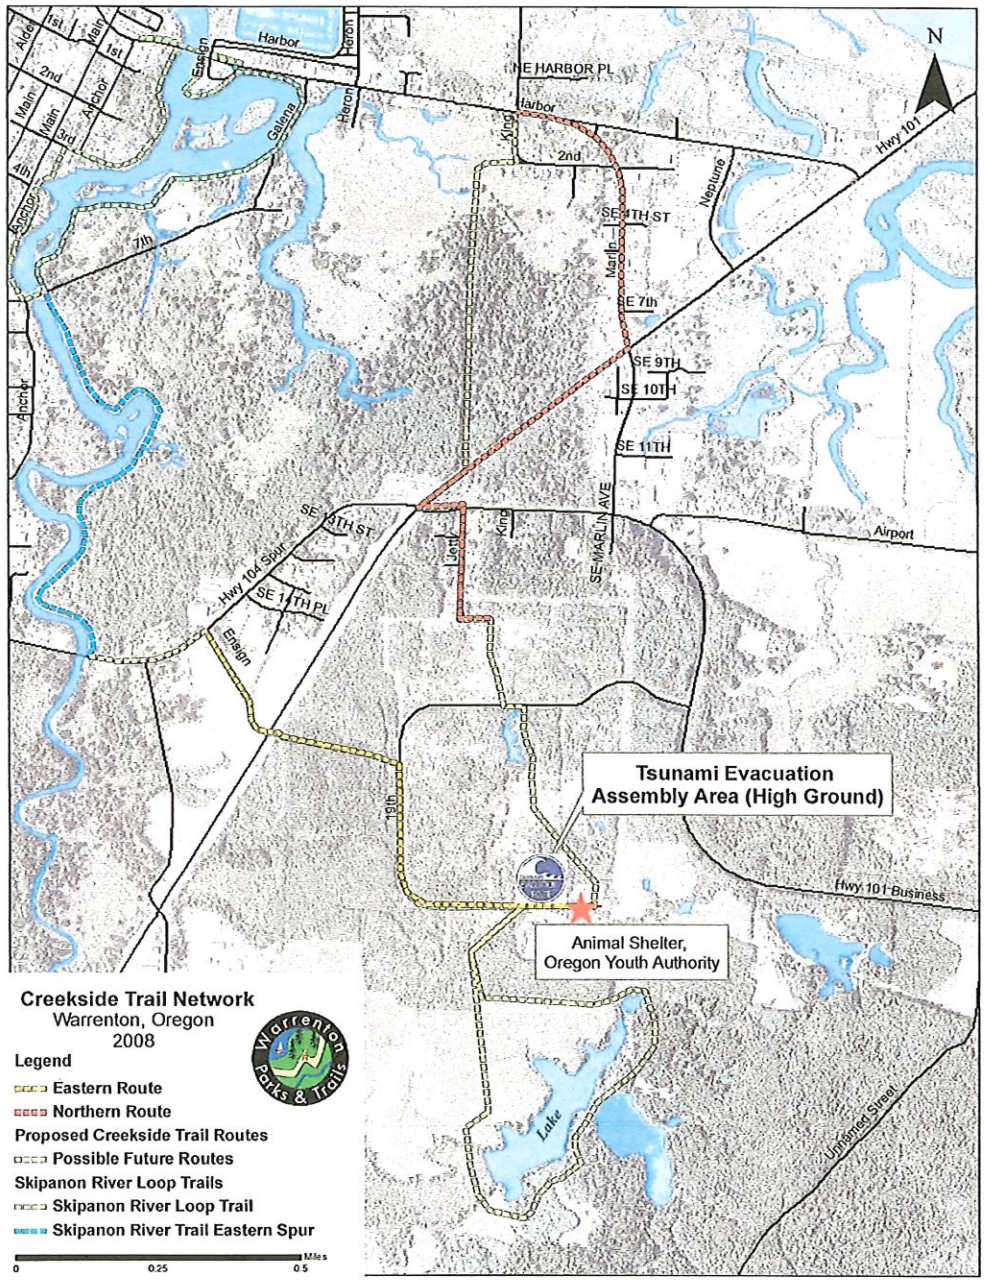 Alder
1st
Main
1st
2nd
Main
Main
Anchor
3rd
4th
Anchor
Ensign
Harbor
Heron
Heron
Galena
7th
Anchor
NE HARBOR PL
Harbor
King
2nd
SE 4TH ST
Marlin
SE 7th
Neptune
Hwy 101
N
SE 9TH
SE 10TH
SE 11TH
SE MARLIN AVE
King
Jetty
Airport
SE 13TH ST
Hwy 104 Spur
SE 14TH PL
Ensign
19th
Tsunami Evacuation
Assembly Area (High Ground)
Hwy 101 Business
Animal Shelter,
Oregon Youth Authority
Lake
Unnamed Street
Creekside Trail Network
Warrenton, Oregon
2008
Warrenton
Parks & Trails
Legend
Eastern Route
Northern Route
Proposed Creekside Trail Routes
Possible Future Routes
Skipanon River Loop Trails
Skipanon River Loop Trail
Skipanon River Trail Eastern Spur
Miles
0 0.25 0.5